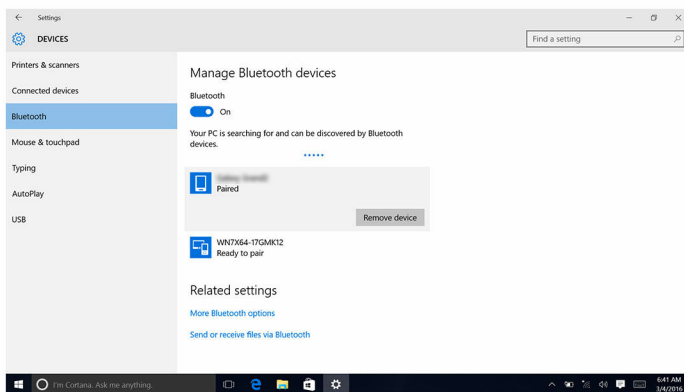 Settings
DEVICES
Find a setting
Printers & scanners
Connected devices
Bluetooth
Mouse & touchpad
Typing
AutoPlay
USB
Manage Bluetooth devices
Bluetooth
On
Your PC is searching for and can be discovered by Bluetooth
devices.
Paired
Remove device
WN7X64-17GMK12
Ready to pair
Related settings
More Bluetooth options
Send or receive files via Bluetooth
I'm Cortana. Ask me anything.
6:41 AM
3/4/2016